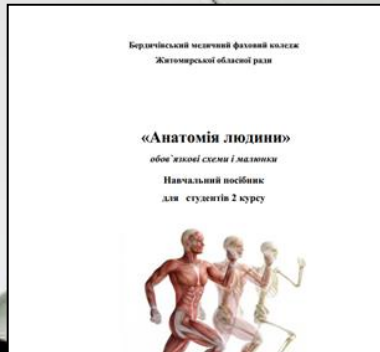 Бердичівський медичний фаховий коледж
Житомирської обласної ради
«Анатомія людини»
обов`язкові схеми і малюнки
Навчальний посібник
для студентів 2 курсу